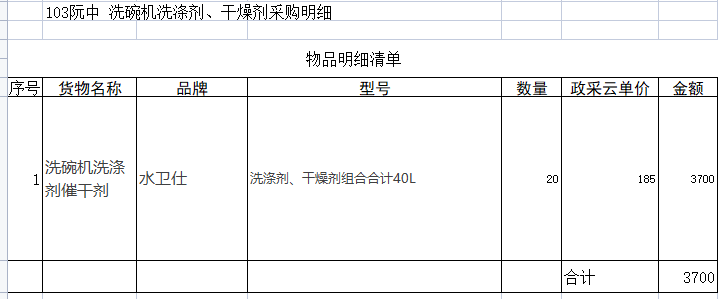 103阮中 洗碗机洗涤剂、干燥剂采购明细
物品明细清单
序号 货物名称 品牌 型号 数量 政采云单价 金额
1 洗碗机洗涤剂催干剂 水卫仕 洗涤剂、干燥剂组合合计40L 20 185 3700
合计 3700